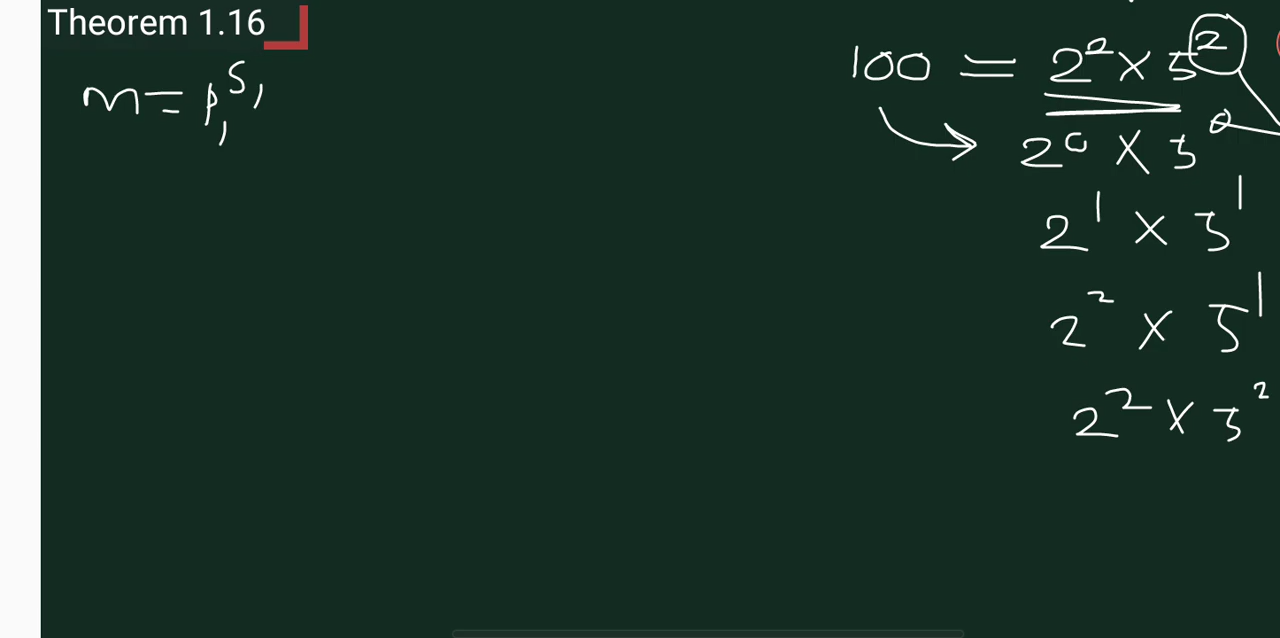 Theorem 1.16
m = p₁^s₁
100 = 2² × 5²
2⁰ × 5⁰
2¹ × 5¹
2² × 5¹
2² × 5²